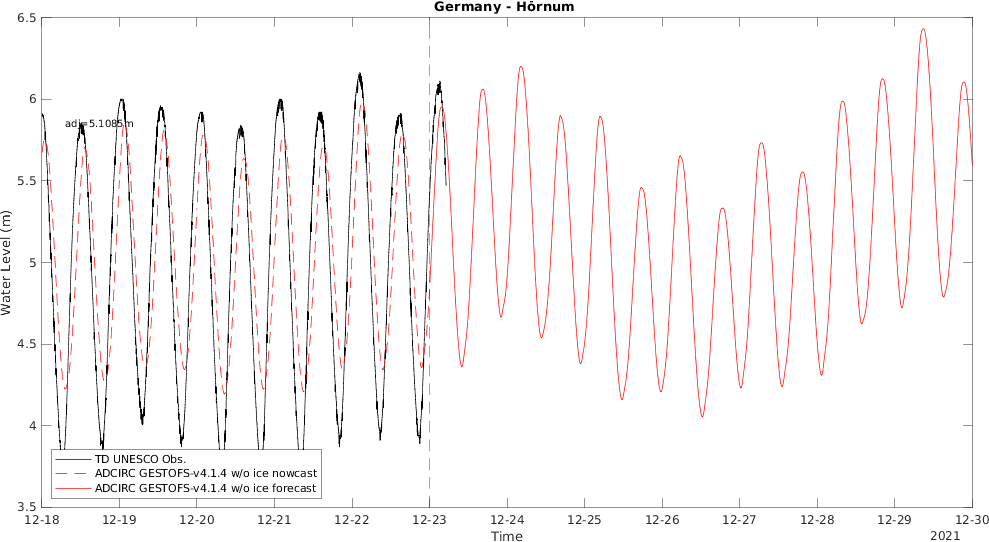 Germany - Hörnum
6.5
6
5.5
5
4.5
4
3.5
Water Level (m)
adj=5.1085m
TD UNESCO Obs.
ADCIRC GESTOFS-v4.1.4 w/o ice nowcast
ADCIRC GESTOFS-v4.1.4 w/o ice forecast
12-18 12-19 12-20 12-21 12-22 12-23 12-24 12-25 12-26 12-27 12-28 12-29 12-30
Time
2021